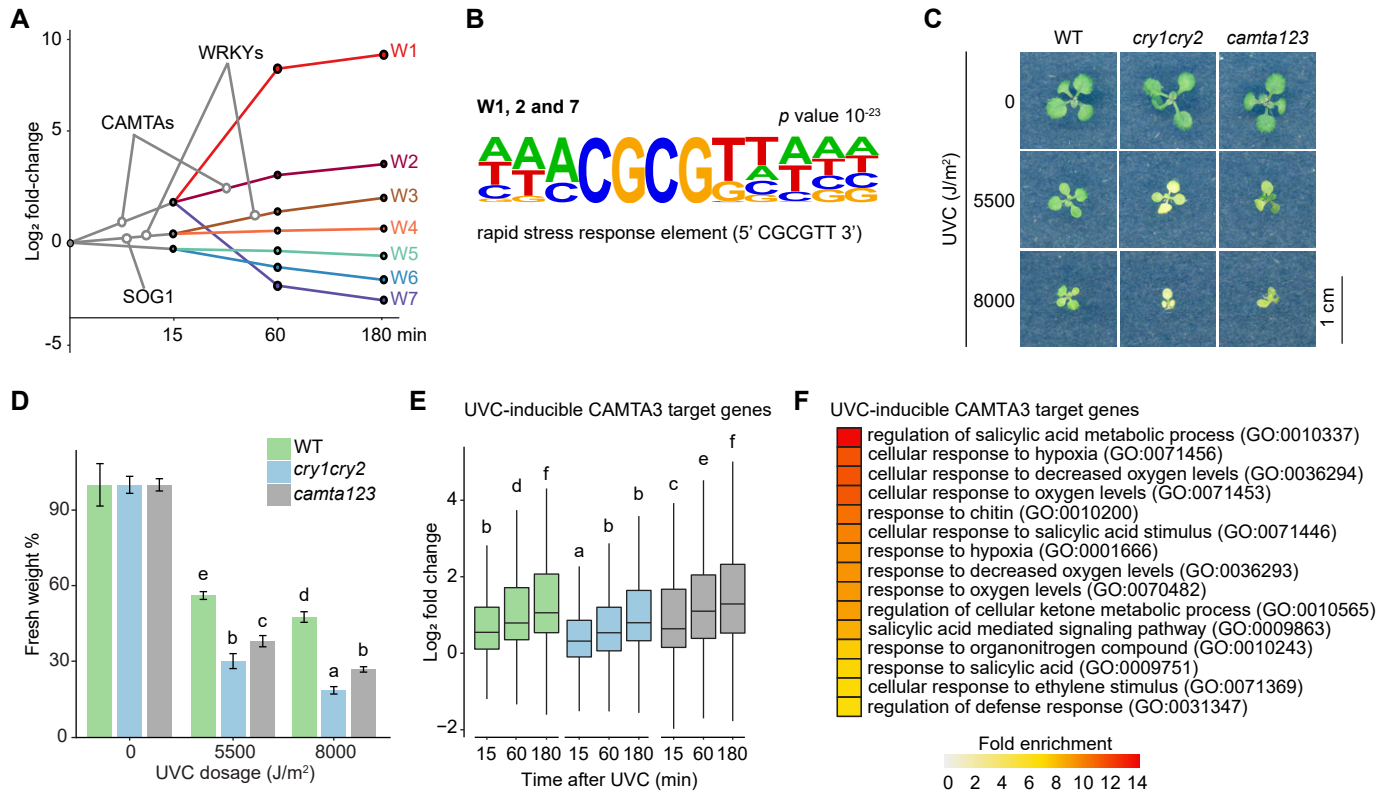 A
10
5
0
-5
Log₂ fold-change
WRKYs
CAMTAs
SOG1
W1
W2
W3
W4
W5
W6
W7
15
60
180 min
B
W1, 2 and 7
p value 10⁻²³
ATC ATG AC CGCG TG TACG ATCG ATCG ATCG
rapid stress response element (5' CGCGTT 3')
C
WT
cry1cry2
camta123
UVC (J/m²)
0
5500
8000
1 cm
D
WT
cry1cry2
camta123
Fresh weight %
90
60
30
0
e
b
c
d
a
b
0
5500
8000
UVC dosage (J/m²)
E
UVC-inducible CAMTA3 target genes
Log₂ fold change
4
2
0
−2
b
d
f
a
b
b
c
e
f
15 60 180 15 60 180 15 60 180
Time after UVC (min)
F
UVC-inducible CAMTA3 target genes
regulation of salicylic acid metabolic process (GO:0010337)
cellular response to hypoxia (GO:0071456)
cellular response to decreased oxygen levels (GO:0036294)
cellular response to oxygen levels (GO:0071453)
response to chitin (GO:0010200)
cellular response to salicylic acid stimulus (GO:0071446)
response to hypoxia (GO:0001666)
response to decreased oxygen levels (GO:0036293)
response to oxygen levels (GO:0070482)
regulation of cellular ketone metabolic process (GO:0010565)
salicylic acid mediated signaling pathway (GO:0009863)
response to organonitrogen compound (GO:0010243)
response to salicylic acid (GO:0009751)
cellular response to ethylene stimulus (GO:0071369)
regulation of defense response (GO:0031347)
Fold enrichment
0 2 4 6 8 10 12 14